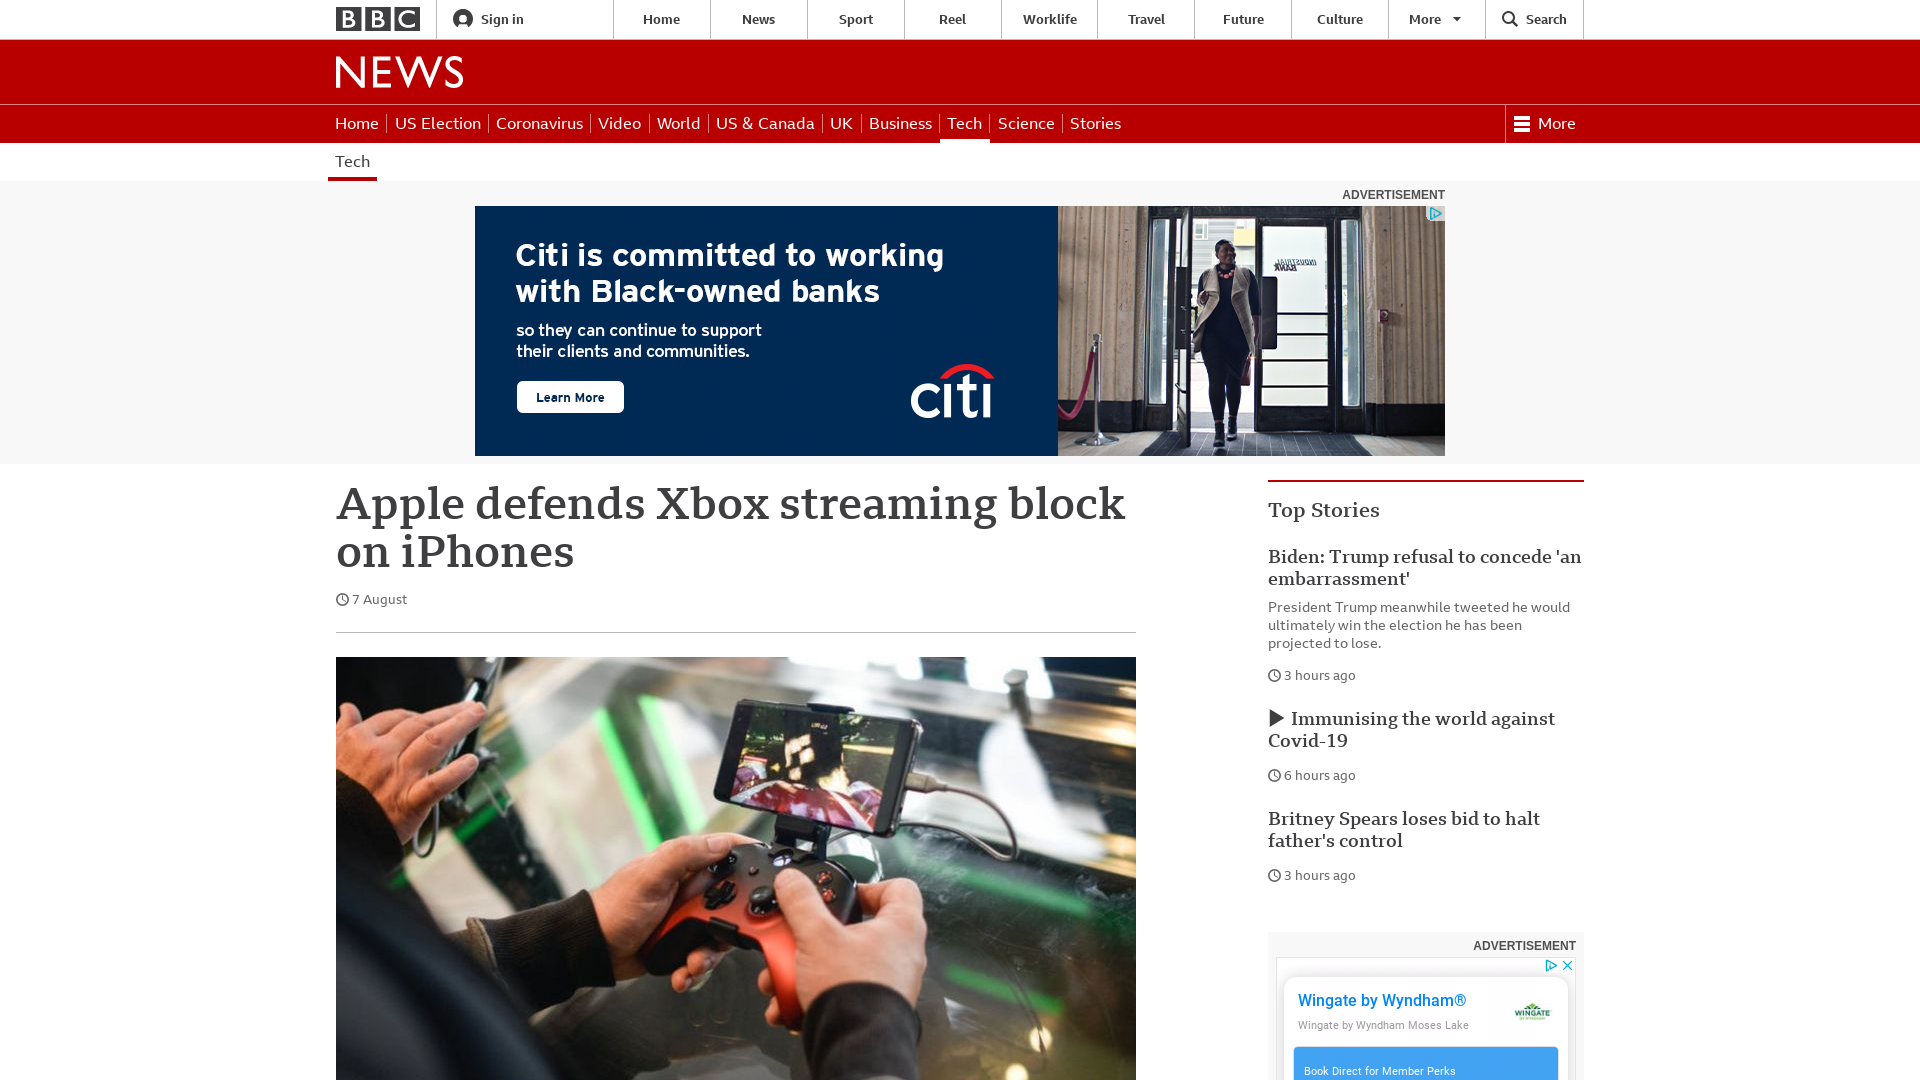 BBC
Sign in
Home
News
Sport
Reel
Worklife
Travel
Future
Culture
More
Search
NEWS
Home
US Election
Coronavirus
Video
World
US & Canada
UK
Business
Tech
Science
Stories
More
Tech
ADVERTISEMENT
Citi is committed to working
with Black-owned banks
so they can continue to support
their clients and communities.
Learn More
citi
INDUSTRIAL
BANK
Apple defends Xbox streaming block
on iPhones
7 August
Top Stories
Biden: Trump refusal to concede 'an
embarrassment'
President Trump meanwhile tweeted he would
ultimately win the election he has been
projected to lose.
3 hours ago
Immunising the world against
Covid-19
6 hours ago
Britney Spears loses bid to halt
father's control
3 hours ago
ADVERTISEMENT
Wingate by Wyndham®
Wingate by Wyndham Moses Lake
WINGATE
Book Direct for Member Perks